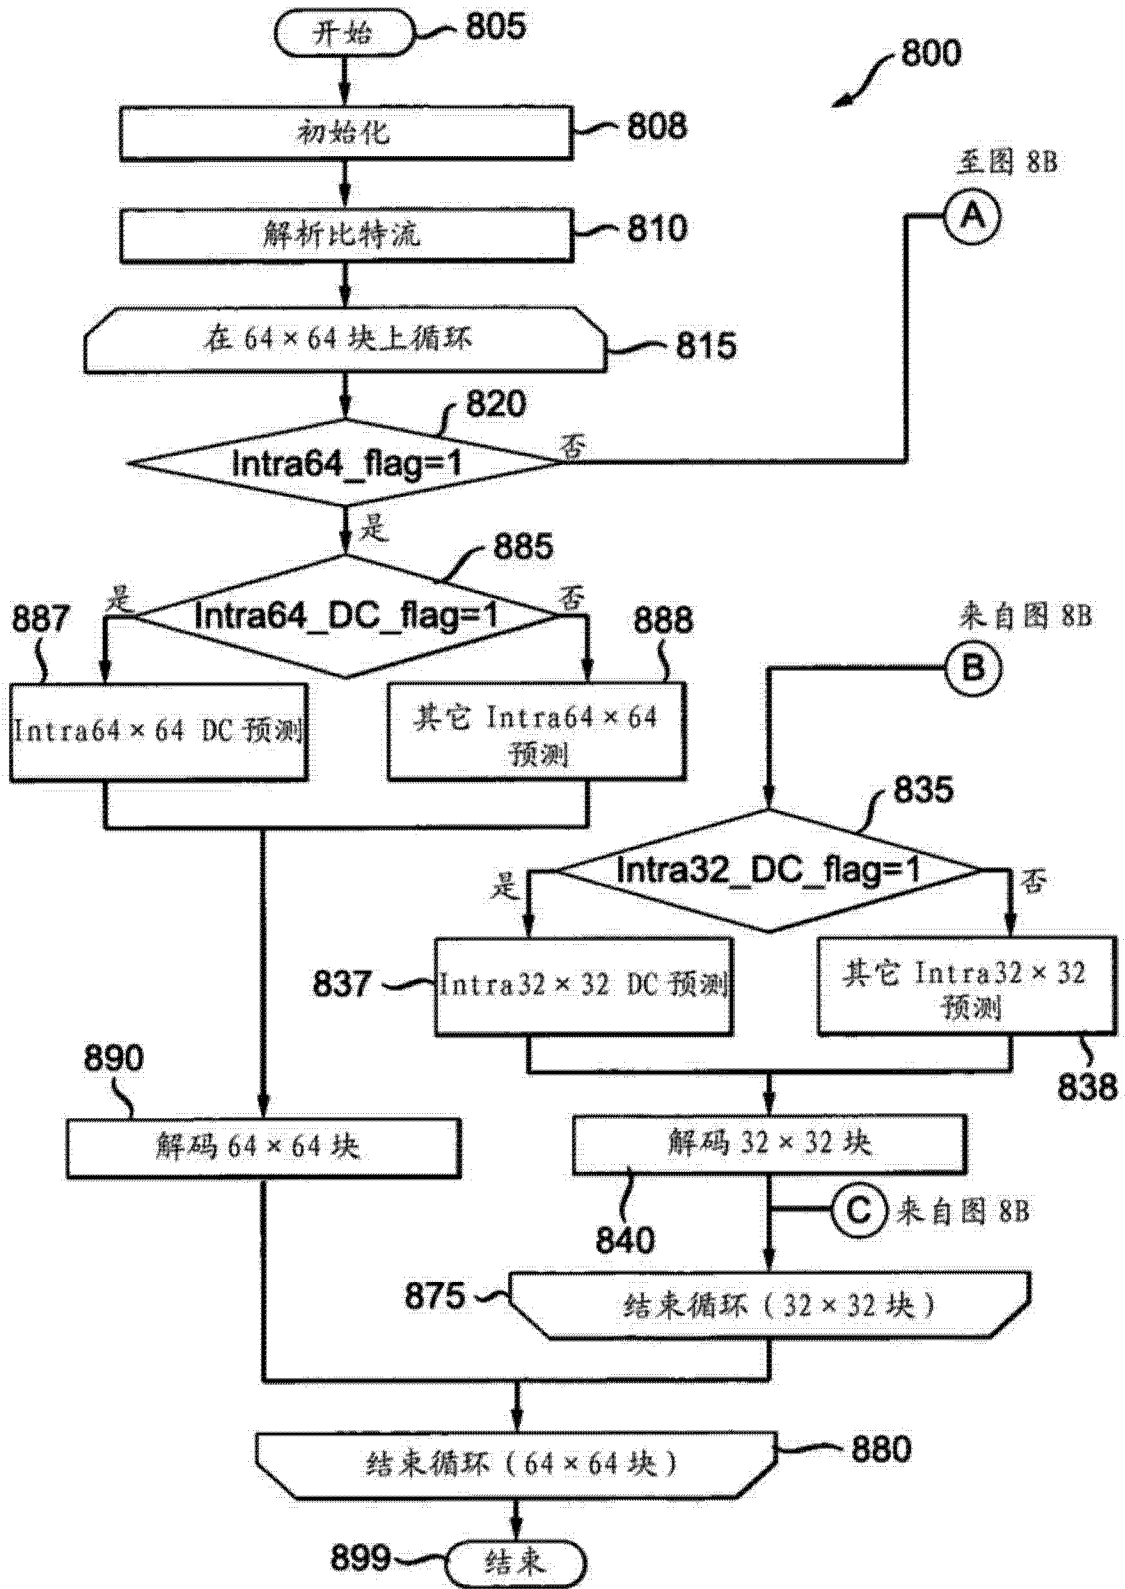 开始
805
800
初始化
808
至图 8B
A
解析比特流
810
在 64×64 块上循环
815
820
Intra64_flag=1
否
是
885
Intra64_DC_flag=1
是
否
887
888
来自图 8B
B
Intra64×64 DC 预测
其它 Intra64×64
预测
835
Intra32_DC_flag=1
是
否
837
Intra32×32 DC 预测
其它 Intra32×32
预测
838
890
解码 64×64 块
解码 32×32 块
840
C
来自图 8B
875
结束循环(32×32 块)
880
结束循环(64×64 块)
899
结束